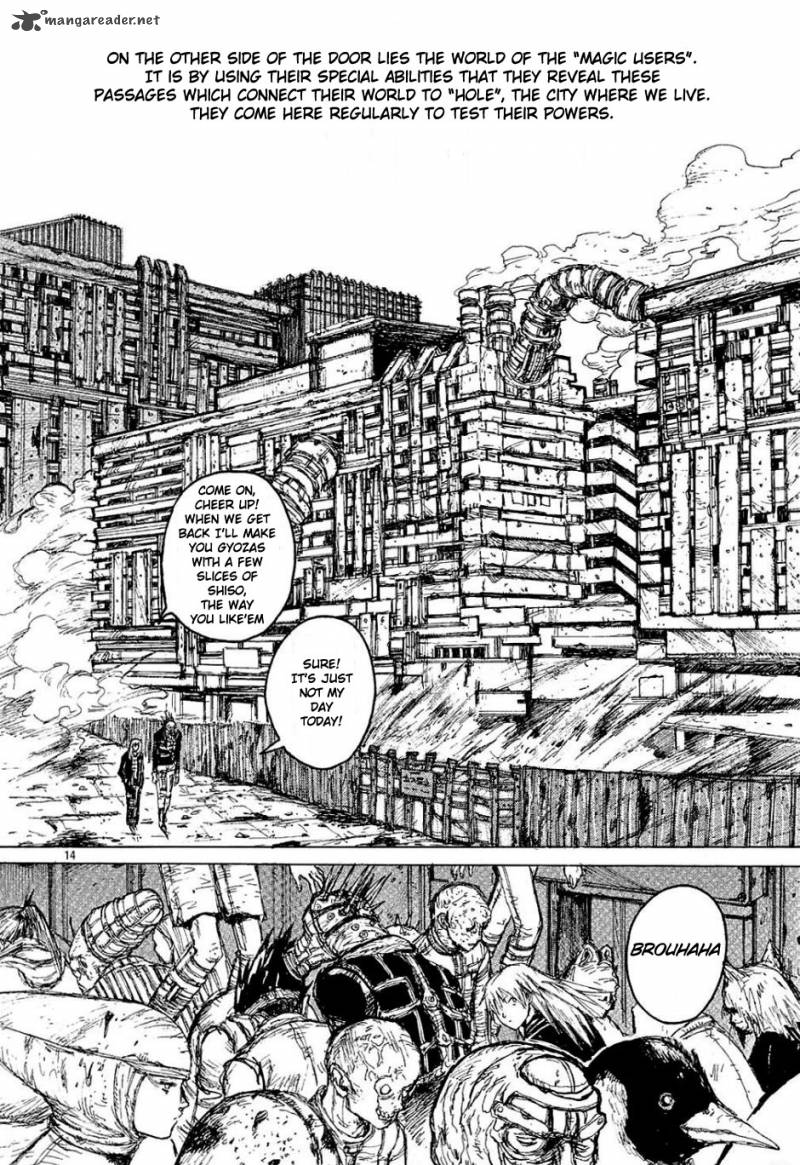 mangareader.net
ON THE OTHER SIDE OF THE DOOR LIES THE WORLD OF THE "MAGIC USERS".
IT IS BY USING THEIR SPECIAL ABILITIES THAT THEY REVEAL THESE
PASSAGES WHICH CONNECT THEIR WORLD TO "HOLE", THE CITY WHERE WE LIVE.
THEY COME HERE REGULARLY TO TEST THEIR POWERS.
COME ON,
CHEER UP!
WHEN WE GET
BACK I'LL MAKE
YOU GYOZAS
WITH A FEW
SLICES OF
SHISO,
THE WAY
YOU LIKE'EM
SURE!
IT'S JUST
NOT MY
DAY
TODAY!
14
BROUHAHA